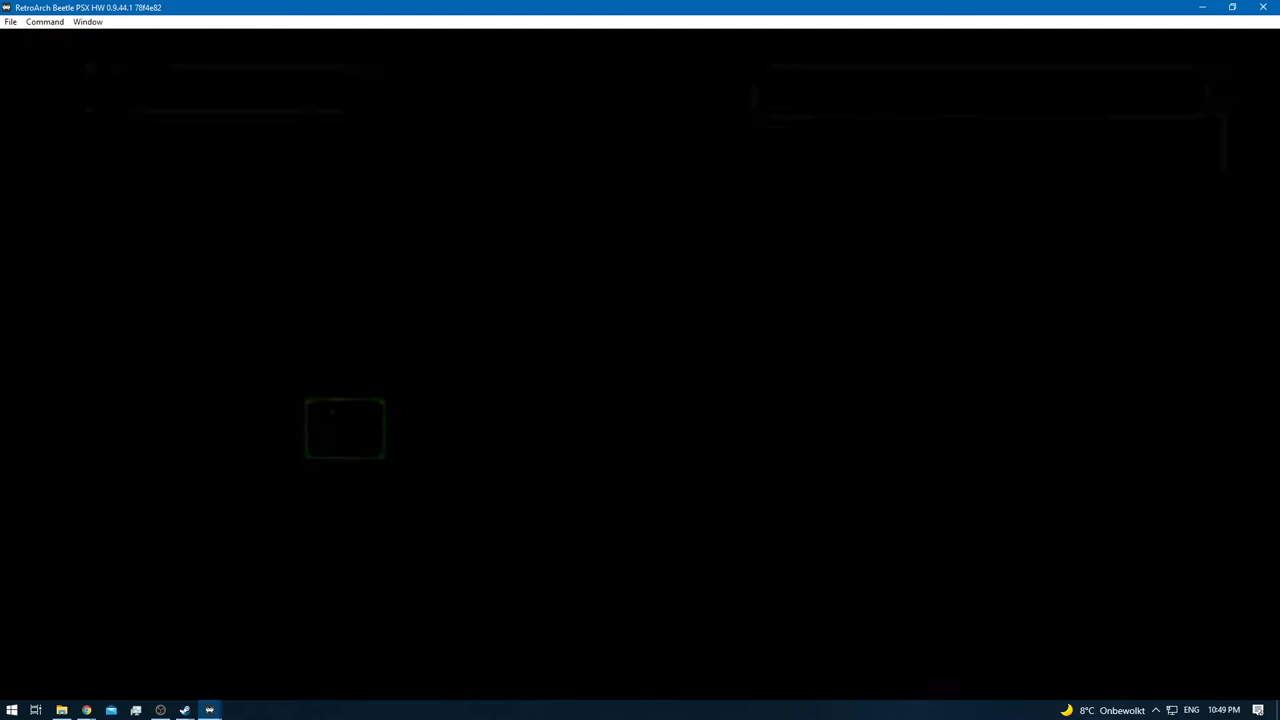 RetroArch Beetle PSX HW 0.9.44.1 78f4e82
File Command Window
8°C Onbewolkt ENG 10:49 PM